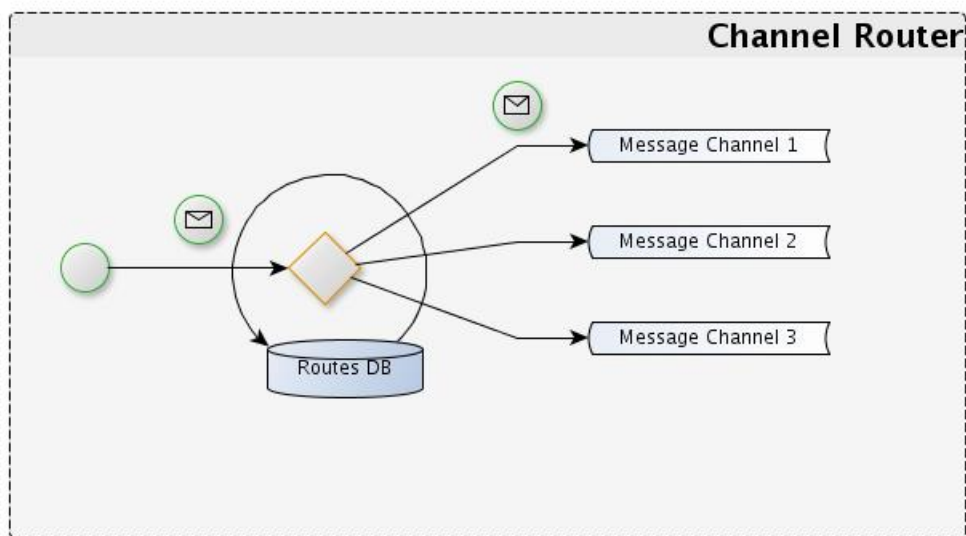 Channel Router
Message Channel 1
Message Channel 2
Message Channel 3
Routes DB